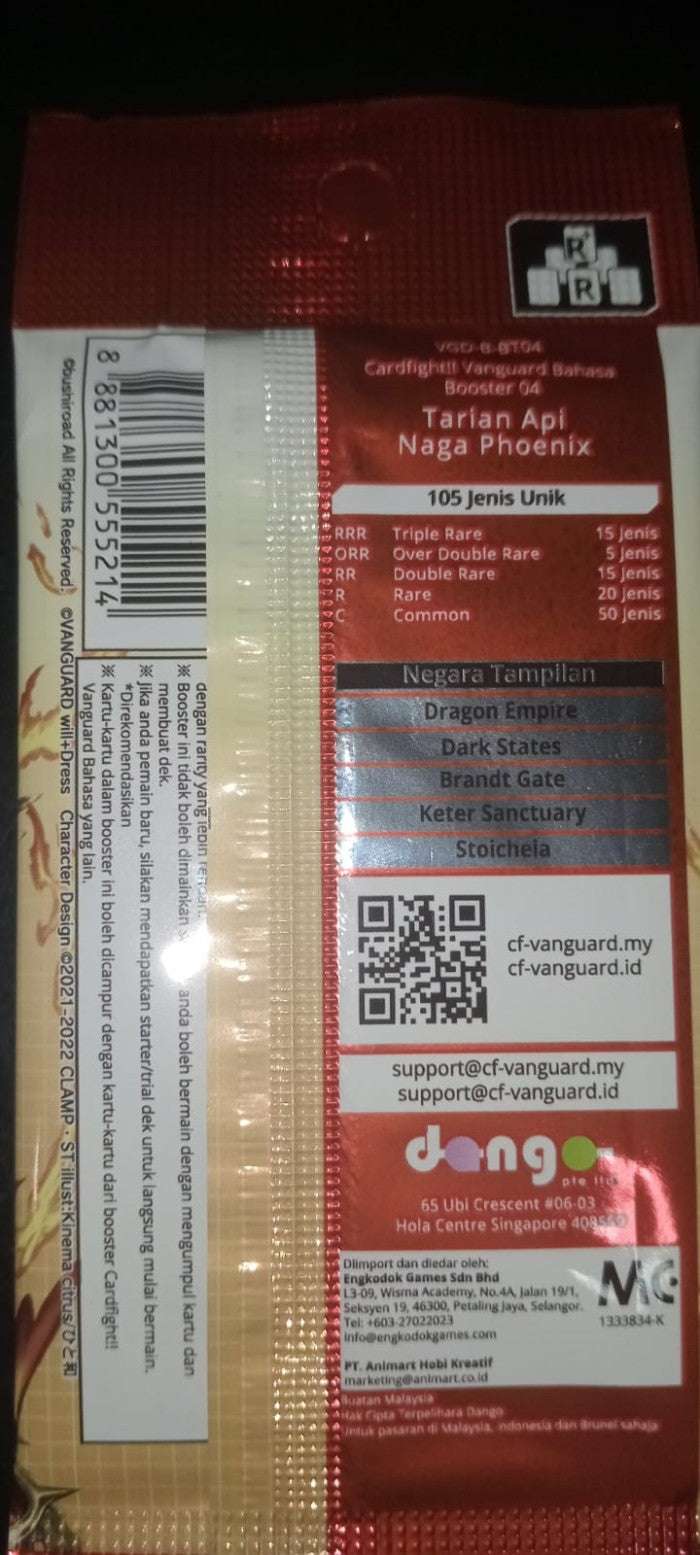 R
R
VGD-B-BT04
Cardfight!! Vanguard Bahasa
Booster 04
Tarian Api
Naga Phoenix
105 Jenis Unik
RRR Triple Rare 15 Jenis
ORR Over Double Rare 5 Jenis
RR Double Rare 15 Jenis
R Rare 20 Jenis
C Common 50 Jenis
Negara Tampilan
Dragon Empire
Dark States
Brandt Gate
Keter Sanctuary
Stoicheia
cf-vanguard.my
cf-vanguard.id
support@cf-vanguard.my
support@cf-vanguard.id
dango
pte ltd
65 Ubi Crescent #06-03
Hola Centre Singapore
Diimport dan diedar oleh:
Engkodok Games Sdn Bhd
L3-09, Wisma Academy, No.4A, Jalan 19/1,
Seksyen 19, 46300, Petaling Jaya, Selangor.
Tel: +603-27022023
info@engkodokgames.com
1333834-K
PT. Animart Hobi Kreatif
marketing@animart.co.id
Buatan Malaysia
Hak Cipta Terpelihara Dango
Untuk pasaran di Malaysia, Indonesia dan Brunei sahaja
8 881300 555214
dengan rarity yang lebih
※ Booster ini tidak boleh dimainkan anda boleh bermain dengan mengumpul kartu dan
membuat dek.
※ Jika anda pemain baru, silakan mendapatkan starter/trial dek untuk langsung mulai bermain.
*Direkomendasikan
※ Kartu-kartu dalam booster ini boleh dicampur dengan kartu-kartu dari booster Cardfight!!
Vanguard Bahasa yang lain.
©bushiroad All Rights Reserved. ©VANGUARD will+Dress Character Design ©2021-2022 CLAMP・ST illust:Kinema citrus/ひと和